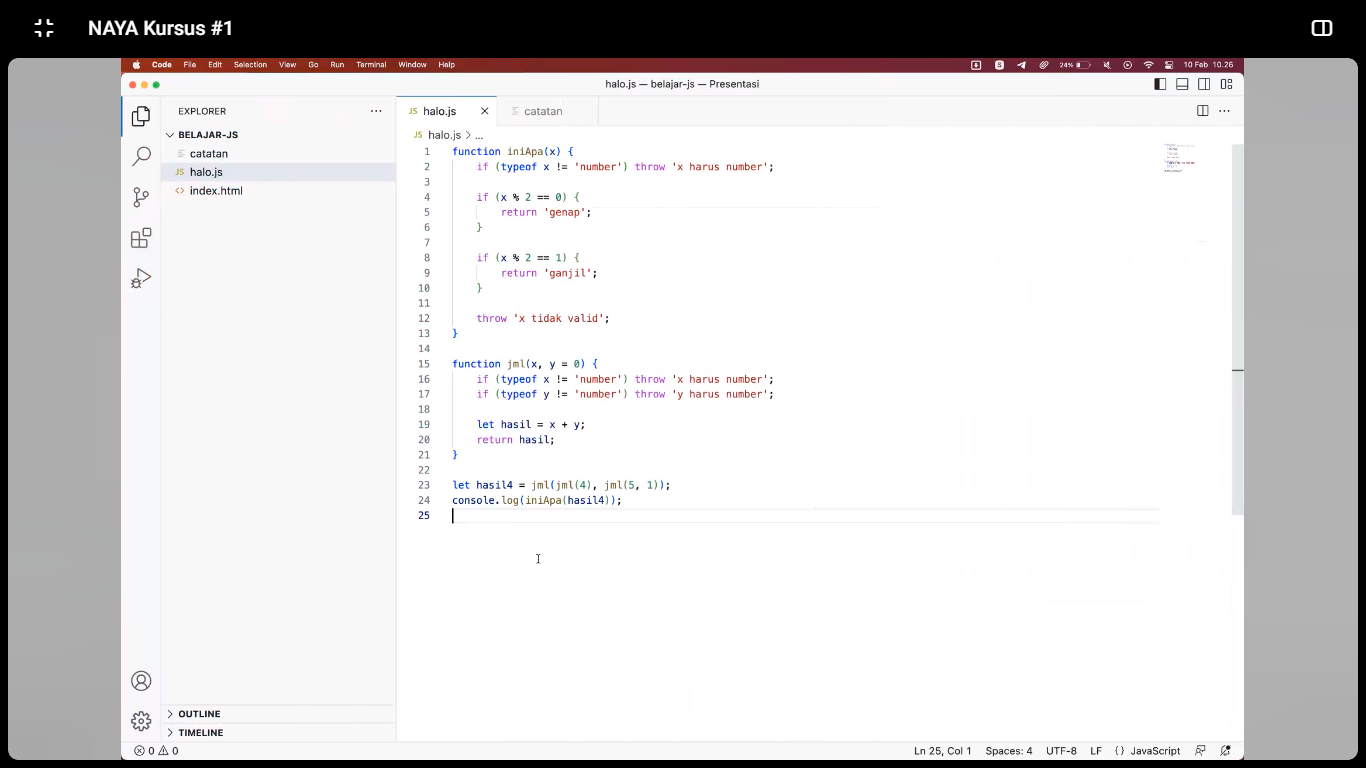 NAYA Kursus #1
Code File Edit Selection View Go Run Terminal Window Help 24% 10 Feb 10.26
halo.js — belajar-js — Presentasi
EXPLORER
BELAJAR-JS
catatan
JS halo.js
<> index.html
OUTLINE
TIMELINE
JS halo.js catatan
JS halo.js > ...
1 function iniApa(x) {
2 if (typeof x != 'number') throw 'x harus number';
3
4 if (x % 2 == 0) {
5 return 'genap';
6 }
7
8 if (x % 2 == 1) {
9 return 'ganjil';
10 }
11
12 throw 'x tidak valid';
13 }
14
15 function jml(x, y = 0) {
16 if (typeof x != 'number') throw 'x harus number';
17 if (typeof y != 'number') throw 'y harus number';
18
19 let hasil = x + y;
20 return hasil;
21 }
22
23 let hasil4 = jml(jml(4), jml(5, 1));
24 console.log(iniApa(hasil4));
25
0 0 Ln 25, Col 1 Spaces: 4 UTF-8 LF {} JavaScript